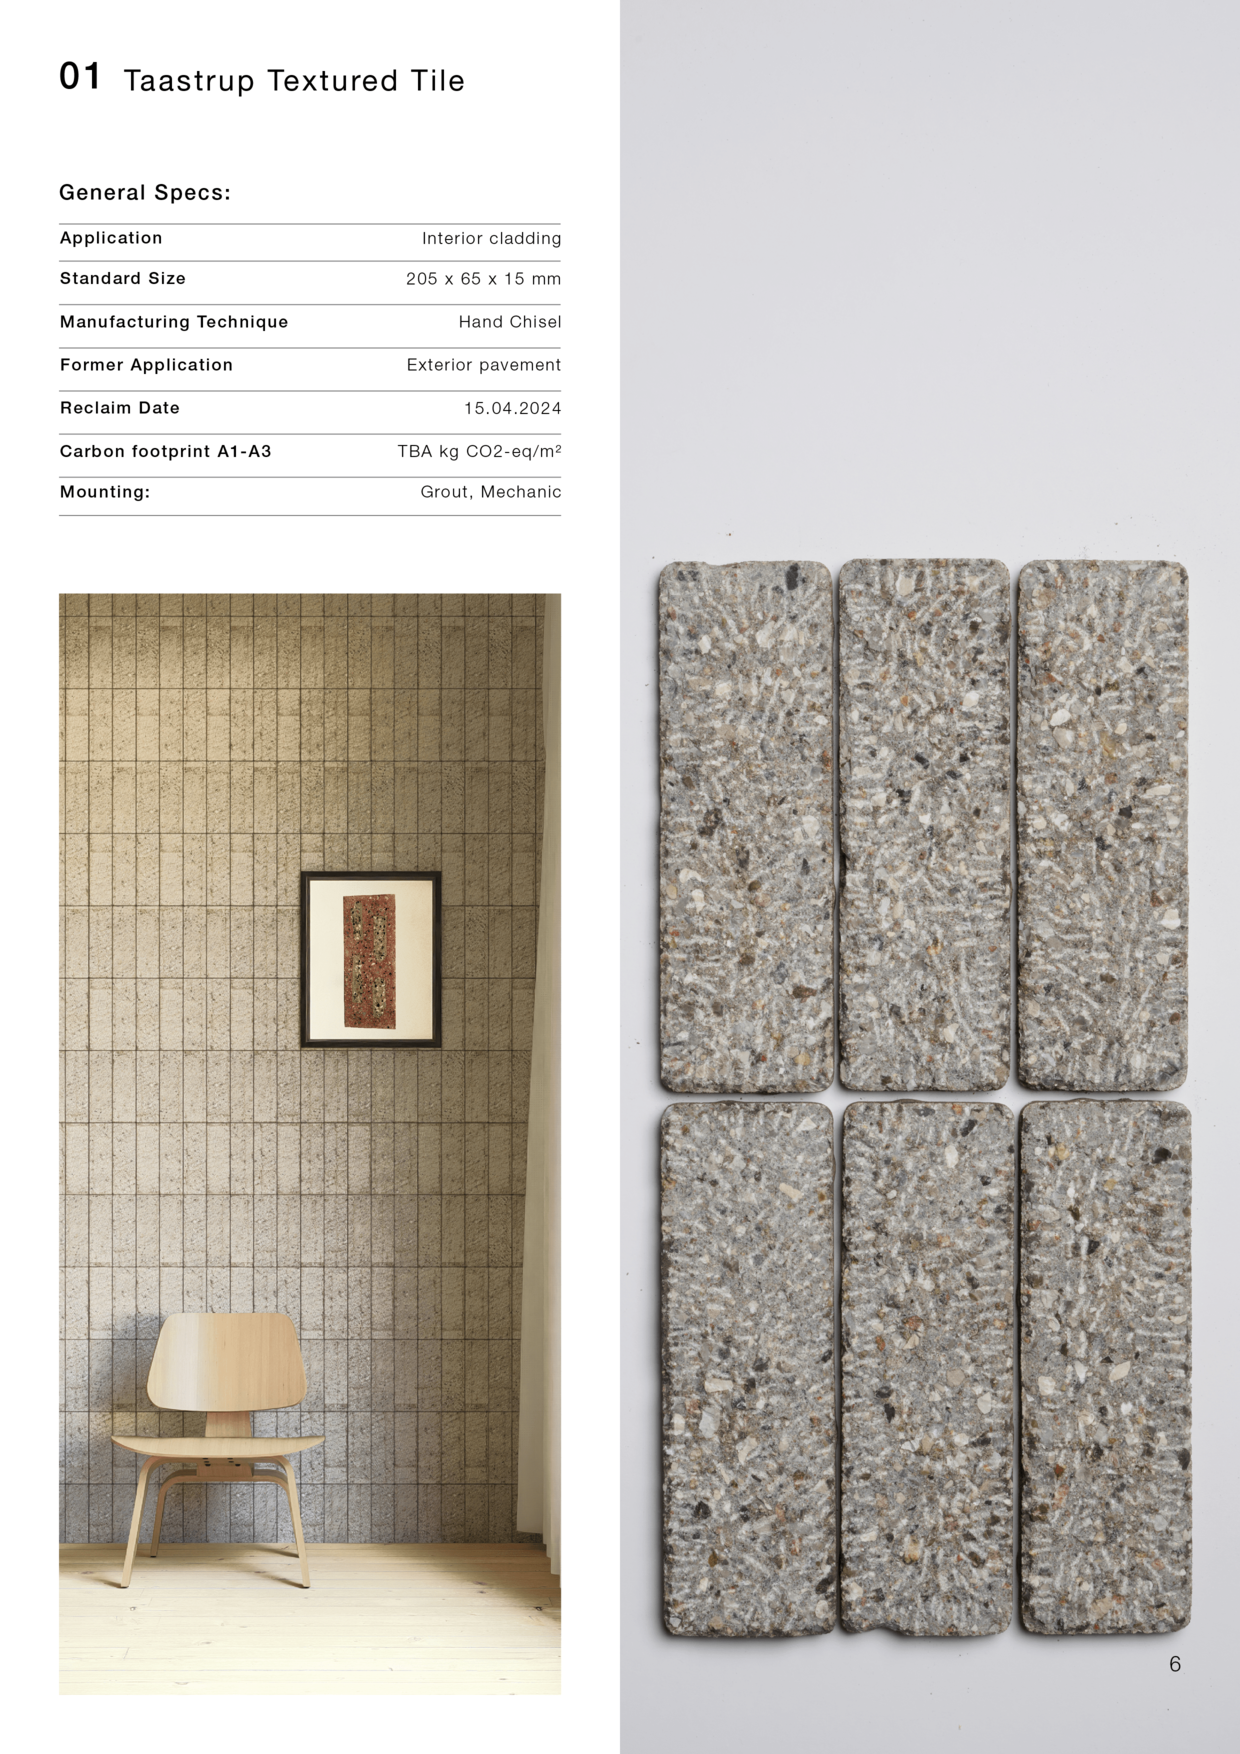 01 Taastrup Textured Tile
General Specs:
Application Interior cladding
Standard Size 205 x 65 x 15 mm
Manufacturing Technique Hand Chisel
Former Application Exterior pavement
Reclaim Date 15.04.2024
Carbon footprint A1-A3 TBA kg CO2-eq/m²
Mounting: Grout, Mechanic
6